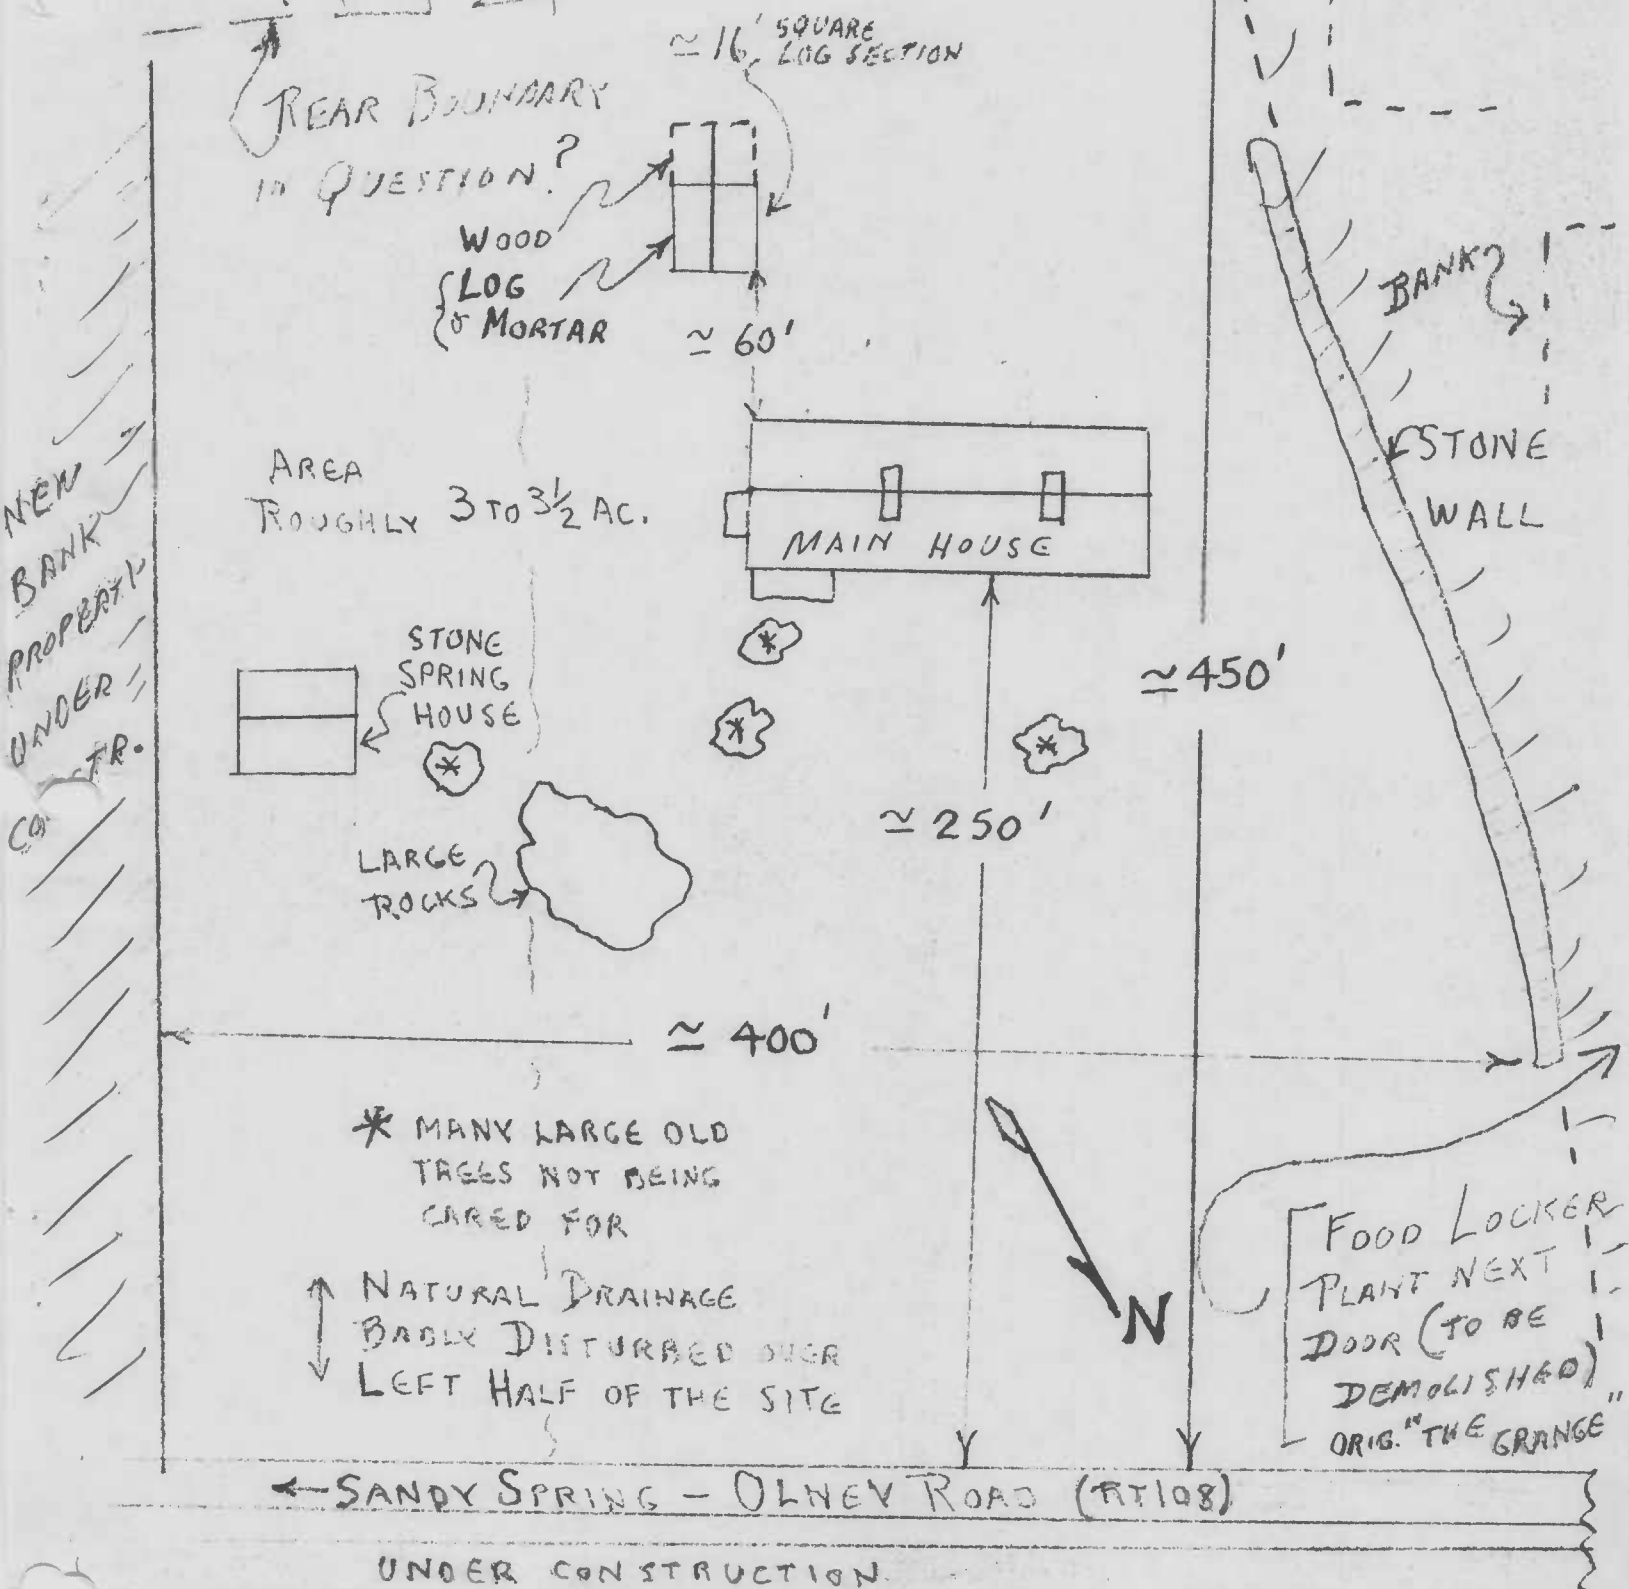 ≃ 16' SQUARE
LOG SECTION
REAR BOUNDARY
IN QUESTION?
WOOD
{LOG
& MORTAR
≃ 60'
BANK
STONE
WALL
AREA
ROUGHLY 3 TO 3½ AC.
MAIN HOUSE
NEW
BANK
PROPERTY
UNDER
STONE
SPRING
HOUSE
≃ 450'
≃ 250'
LARGE
ROCKS
≃ 400'
* MANY LARGE OLD
TREES NOT BEING
CARED FOR
N
NATURAL DRAINAGE
BADLY DISTURBED OVER
LEFT HALF OF THE SITE
FOOD LOCKER
PLANT NEXT
DOOR (TO BE
DEMOLISHED)
ORIG. "THE GRANGE"
←SANDY SPRING - OLNEY ROAD (RT108)
UNDER CONSTRUCTION